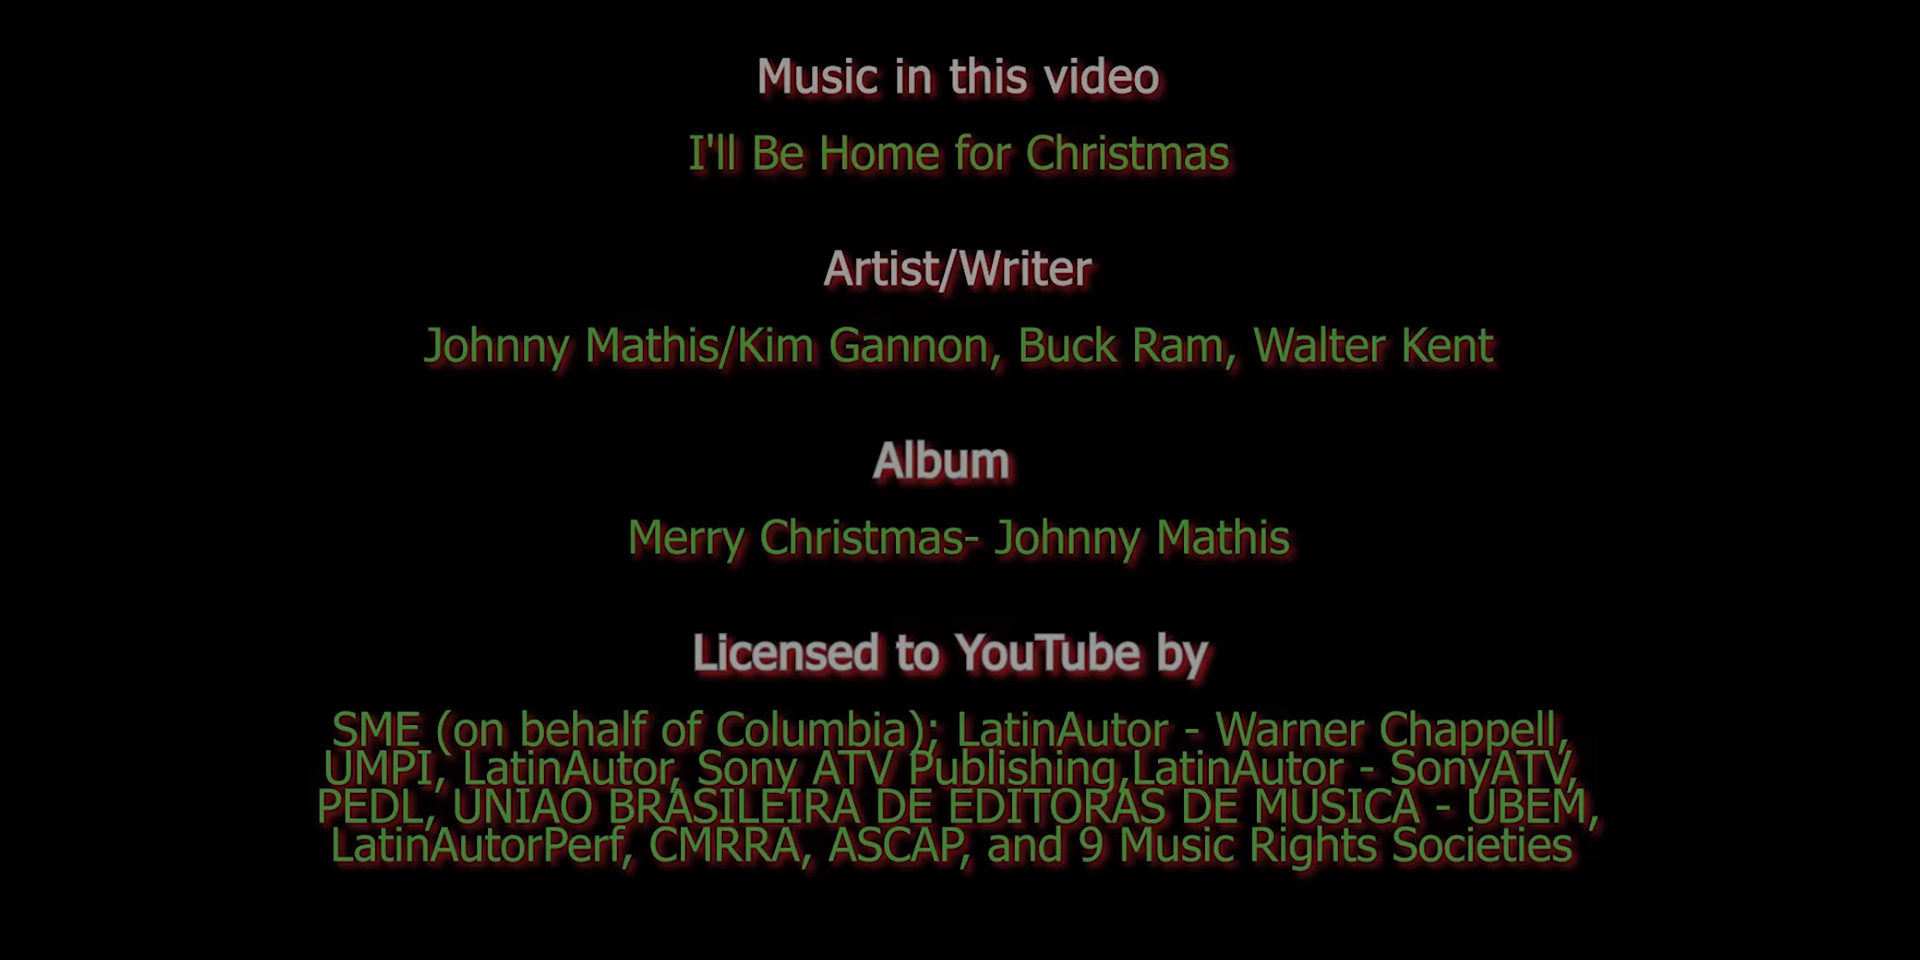 Music in this video
I'll Be Home for Christmas
Artist/Writer
Johnny Mathis/Kim Gannon, Buck Ram, Walter Kent
Album
Merry Christmas- Johnny Mathis
Licensed to YouTube by
SME (on behalf of Columbia); LatinAutor - Warner Chappell,
UMPI, LatinAutor, Sony ATV Publishing,LatinAutor - SonyATV,
PEDL, UNIAO BRASILEIRA DE EDITORAS DE MUSICA - UBEM,
LatinAutorPerf, CMRRA, ASCAP, and 9 Music Rights Societies